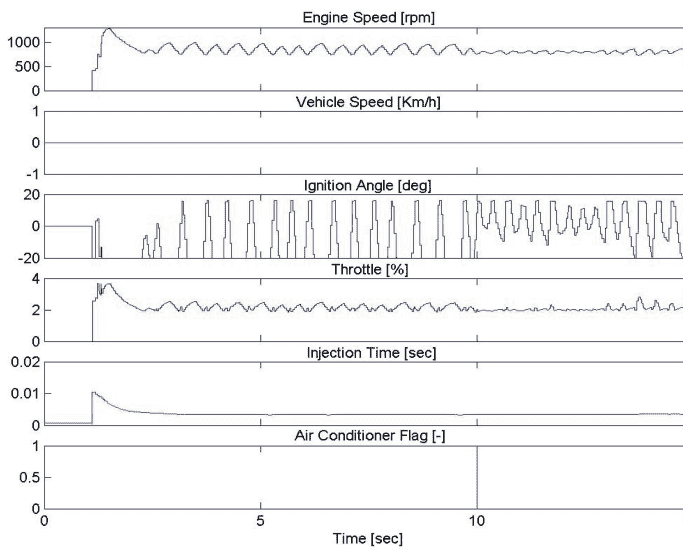 Engine Speed [rpm]
1000
500
0
Vehicle Speed [Km/h]
1
0
-1
Ignition Angle [deg]
20
0
-20
Throttle [%]
4
2
0
Injection Time [sec]
0.02
0.01
0
Air Conditioner Flag [-]
1
0.5
0
0 5 10
Time [sec]